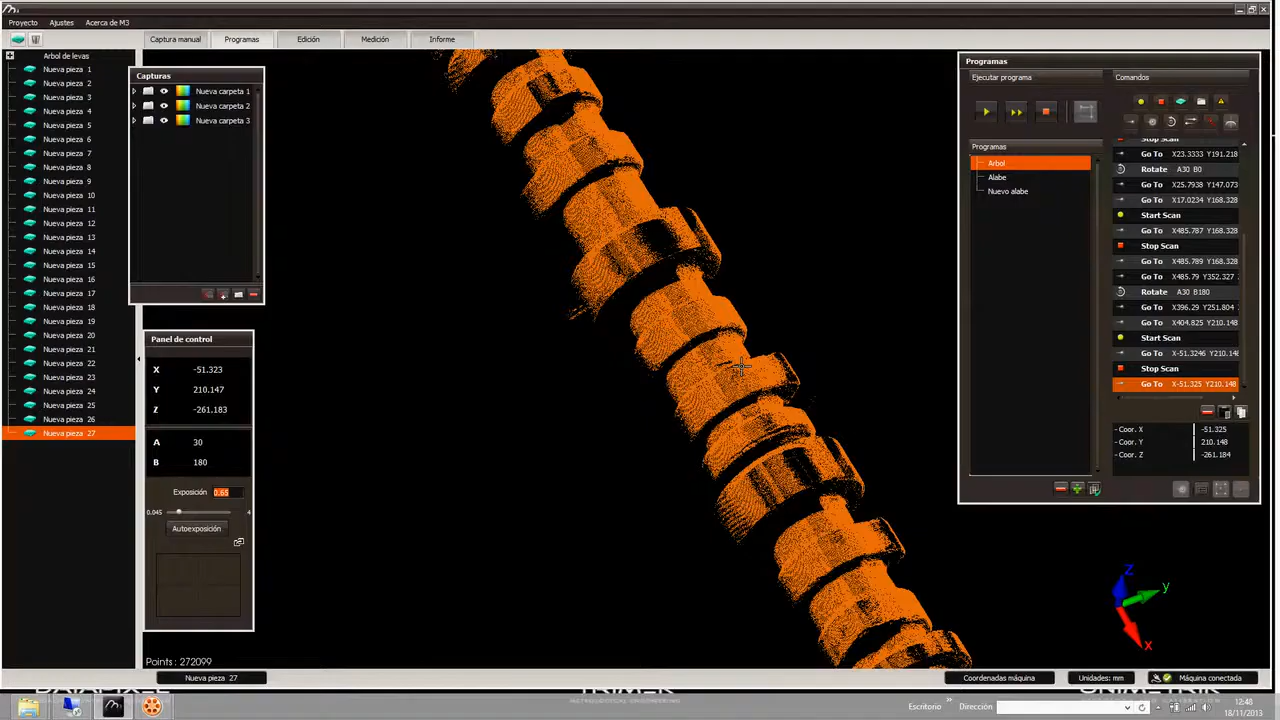 Proyecto Ajustes Acerca de M3
Captura manual Programas Edición Medición Informe
Arbol de levas
Nueva pieza 1
Nueva pieza 2
Nueva pieza 3
Nueva pieza 4
Nueva pieza 5
Nueva pieza 6
Nueva pieza 7
Nueva pieza 8
Nueva pieza 9
Nueva pieza 10
Nueva pieza 11
Nueva pieza 12
Nueva pieza 13
Nueva pieza 14
Nueva pieza 15
Nueva pieza 16
Nueva pieza 17
Nueva pieza 18
Nueva pieza 19
Nueva pieza 20
Nueva pieza 21
Nueva pieza 22
Nueva pieza 23
Nueva pieza 24
Nueva pieza 25
Nueva pieza 26
Nueva pieza 27
Capturas
Nueva carpeta 1
Nueva carpeta 2
Nueva carpeta 3
Panel de control
X -51.323
Y 210.147
Z -261.183
A 30
B 180
Exposición 0.65
0.045 4
Autoexposición
Points : 272099
Programas
Ejecutar programa
Programas
Arbol
Alabe
Nuevo alabe
Comandos
Stop Scan
Go To X23.3333 Y191.218
Rotate A30 B0
Go To X25.7938 Y147.073
Go To X17.0234 Y168.328
Start Scan
Go To X485.787 Y168.328
Stop Scan
Go To X485.789 Y168.328
Go To X485.79 Y352.327
Rotate A30 B180
Go To X396.29 Y251.804
Go To X404.825 Y210.148
Start Scan
Go To X-51.3246 Y210.148
Stop Scan
Go To X-51.325 Y210.148
- Coor. X -51.325
- Coor. Y 210.148
- Coor. Z -261.184
Z
Y
X
Nueva pieza 27 Coordenadas máquina Unidades: mm Máquina conectada
Escritorio » Dirección
12:48
18/11/2013